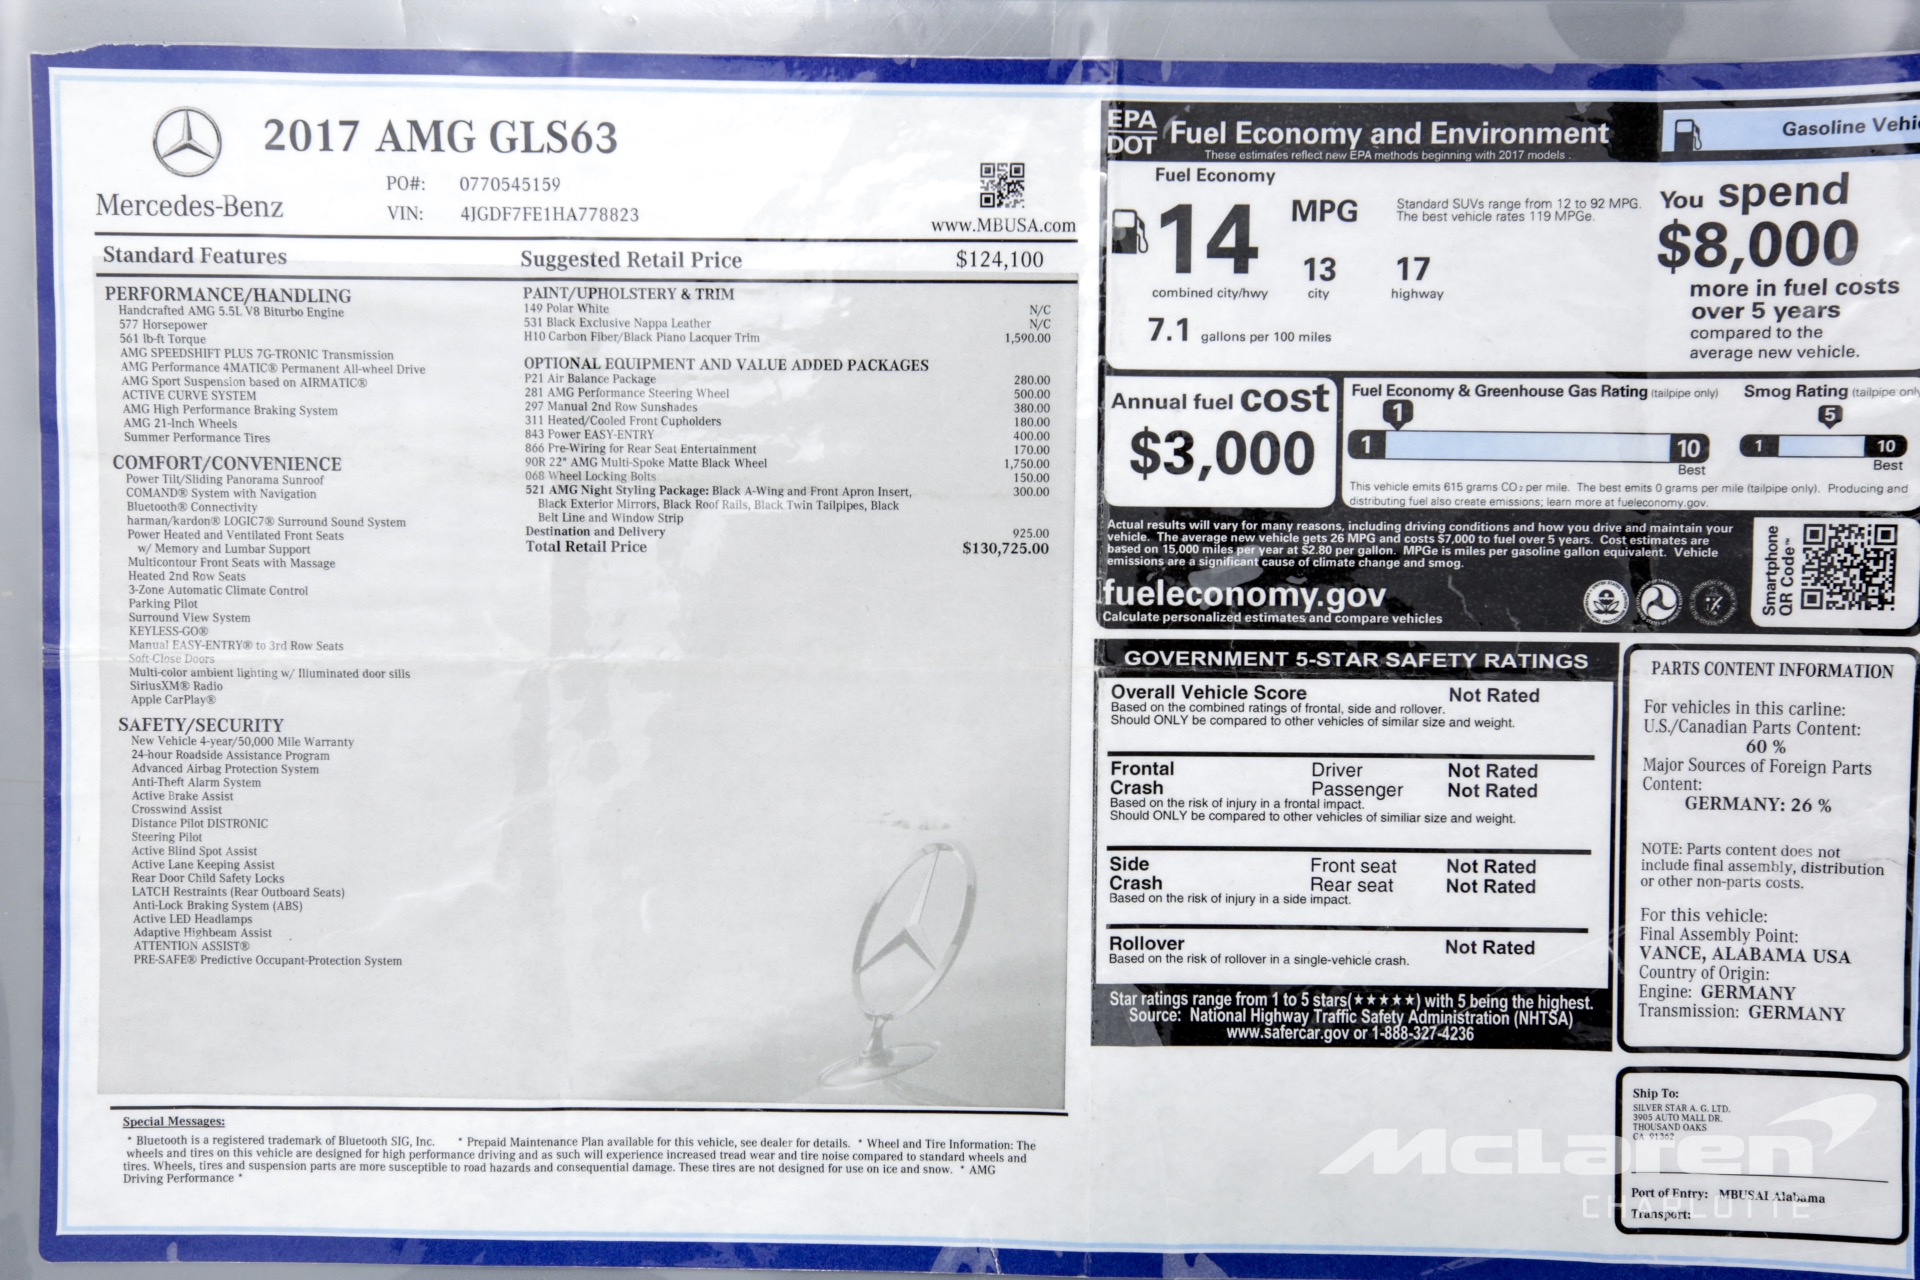 2017 AMG GLS63
Mercedes-Benz
PO#: 0770545159
VIN: 4JGDF7FE1HA778823
www.MBUSA.com
Standard Features
Suggested Retail Price $124,100
PERFORMANCE/HANDLING
Handcrafted AMG 5.5L V8 Biturbo Engine
577 Horsepower
561 lb-ft Torque
AMG SPEEDSHIFT PLUS 7G-TRONIC Transmission
AMG Performance 4MATIC® Permanent All-wheel Drive
AMG Sport Suspension based on AIRMATIC®
ACTIVE CURVE SYSTEM
AMG High Performance Braking System
AMG 21-Inch Wheels
Summer Performance Tires
COMFORT/CONVENIENCE
Power Tilt/Sliding Panorama Sunroof
COMAND® System with Navigation
Bluetooth® Connectivity
harman/kardon® LOGIC7® Surround Sound System
Power Heated and Ventilated Front Seats
w/ Memory and Lumbar Support
Multicontour Front Seats with Massage
Heated 2nd Row Seats
3-Zone Automatic Climate Control
Parking Pilot
Surround View System
KEYLESS-GO®
Manual EASY-ENTRY® to 3rd Row Seats
Soft-Close Doors
Multi-color ambient lighting w/ Illuminated door sills
SiriusXM® Radio
Apple CarPlay®
SAFETY/SECURITY
New Vehicle 4-year/50,000 Mile Warranty
24-hour Roadside Assistance Program
Advanced Airbag Protection System
Anti-Theft Alarm System
Active Brake Assist
Crosswind Assist
Distance Pilot DISTRONIC
Steering Pilot
Active Blind Spot Assist
Active Lane Keeping Assist
Rear Door Child Safety Locks
LATCH Restraints (Rear Outboard Seats)
Anti-Lock Braking System (ABS)
Active LED Headlamps
Adaptive Highbeam Assist
ATTENTION ASSIST®
PRE-SAFE® Predictive Occupant-Protection System
PAINT/UPHOLSTERY & TRIM
149 Polar White N/C
531 Black Exclusive Nappa Leather N/C
H10 Carbon Fiber/Black Piano Lacquer Trim 1,590.00
OPTIONAL EQUIPMENT AND VALUE ADDED PACKAGES
P21 Air Balance Package 280.00
281 AMG Performance Steering Wheel 500.00
297 Manual 2nd Row Sunshades 380.00
311 Heated/Cooled Front Cupholders 180.00
843 Power EASY-ENTRY 400.00
866 Pre-Wiring for Rear Seat Entertainment 170.00
90R 22" AMG Multi-Spoke Matte Black Wheel 1,750.00
068 Wheel Locking Bolts 150.00
521 AMG Night Styling Package: Black A-Wing and Front Apron Insert, 300.00
Black Exterior Mirrors, Black Roof Rails, Black Twin Tailpipes, Black
Belt Line and Window Strip
Destination and Delivery 925.00
Total Retail Price $130,725.00
Special Messages:
* Bluetooth is a registered trademark of Bluetooth SIG, Inc. * Prepaid Maintenance Plan available for this vehicle, see dealer for details. * Wheel and Tire Information: The
wheels and tires on this vehicle are designed for high performance driving and as such will experience increased tread wear and tire noise compared to standard wheels and
tires. Wheels, tires and suspension parts are more susceptible to road hazards and consequential damage. These tires are not designed for use on ice and snow. * AMG
Driving Performance *
EPA
DOT
Fuel Economy and Environment
These estimates reflect new EPA methods beginning with 2017 models .
Gasoline Vehi
Fuel Economy
14 MPG
13 17
combined city/hwy city highway
7.1 gallons per 100 miles
Standard SUVs range from 12 to 92 MPG.
The best vehicle rates 119 MPGe.
You spend
$8,000
more in fuel costs
over 5 years
compared to the
average new vehicle.
Annual fuel cost
$3,000
Fuel Economy & Greenhouse Gas Rating (tailpipe only)
1
1 10
Best
Smog Rating (tailpipe only
5
1 10
Best
This vehicle emits 615 grams CO2 per mile. The best emits 0 grams per mile (tailpipe only). Producing and
distributing fuel also create emissions; learn more at fueleconomy.gov.
Actual results will vary for many reasons, including driving conditions and how you drive and maintain your
vehicle. The average new vehicle gets 26 MPG and costs $7,000 to fuel over 5 years. Cost estimates are
based on 15,000 miles per year at $2.80 per gallon. MPGe is miles per gasoline gallon equivalent. Vehicle
emissions are a significant cause of climate change and smog.
fueleconomy.gov
Calculate personalized estimates and compare vehicles
Smartphone
QR Code™
GOVERNMENT 5-STAR SAFETY RATINGS
Overall Vehicle Score Not Rated
Based on the combined ratings of frontal, side and rollover.
Should ONLY be compared to other vehicles of similar size and weight.
Frontal Driver Not Rated
Crash Passenger Not Rated
Based on the risk of injury in a frontal impact.
Should ONLY be compared to other vehicles of similiar size and weight.
Side Front seat Not Rated
Crash Rear seat Not Rated
Based on the risk of injury in a side impact.
Rollover Not Rated
Based on the risk of rollover in a single-vehicle crash.
Star ratings range from 1 to 5 stars(★★★★★) with 5 being the highest.
Source: National Highway Traffic Safety Administration (NHTSA)
www.safercar.gov or 1-888-327-4236
PARTS CONTENT INFORMATION
For vehicles in this carline:
U.S./Canadian Parts Content:
60 %
Major Sources of Foreign Parts
Content:
GERMANY: 26 %
NOTE: Parts content does not
include final assembly, distribution
or other non-parts costs.
For this vehicle:
Final Assembly Point:
VANCE, ALABAMA USA
Country of Origin:
Engine: GERMANY
Transmission: GERMANY
Ship To:
SILVER STAR A. G. LTD.
3905 AUTO MALL DR.
THOUSAND OAKS
CA 91362
Port of Entry: MBUSAI Alabama
Transport:
McLaren
CHARLOTTE